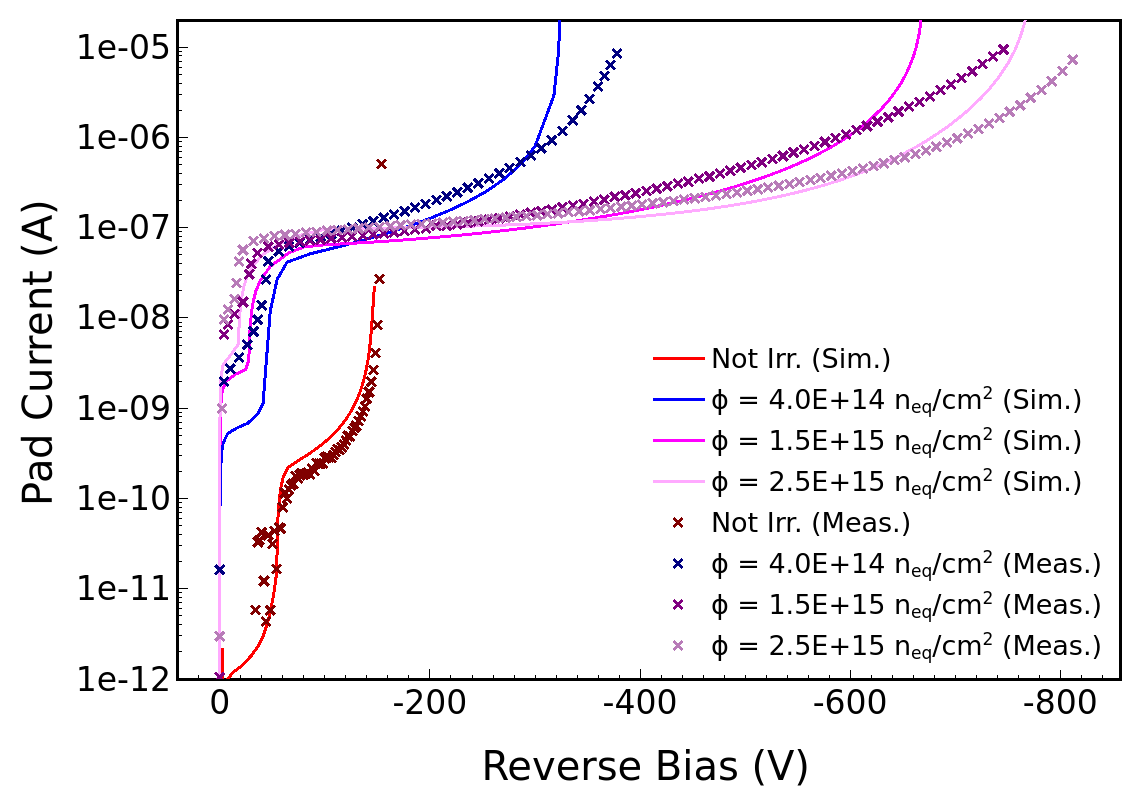 1e-05
1e-06
1e-07
1e-08
1e-09
1e-10
1e-11
1e-12
Pad Current (A)
0 -200 -400 -600 -800
Reverse Bias (V)
Not Irr. (Sim.)
ϕ = 4.0E+14 nₑq/cm² (Sim.)
ϕ = 1.5E+15 nₑq/cm² (Sim.)
ϕ = 2.5E+15 nₑq/cm² (Sim.)
Not Irr. (Meas.)
ϕ = 4.0E+14 nₑq/cm² (Meas.)
ϕ = 1.5E+15 nₑq/cm² (Meas.)
ϕ = 2.5E+15 nₑq/cm² (Meas.)